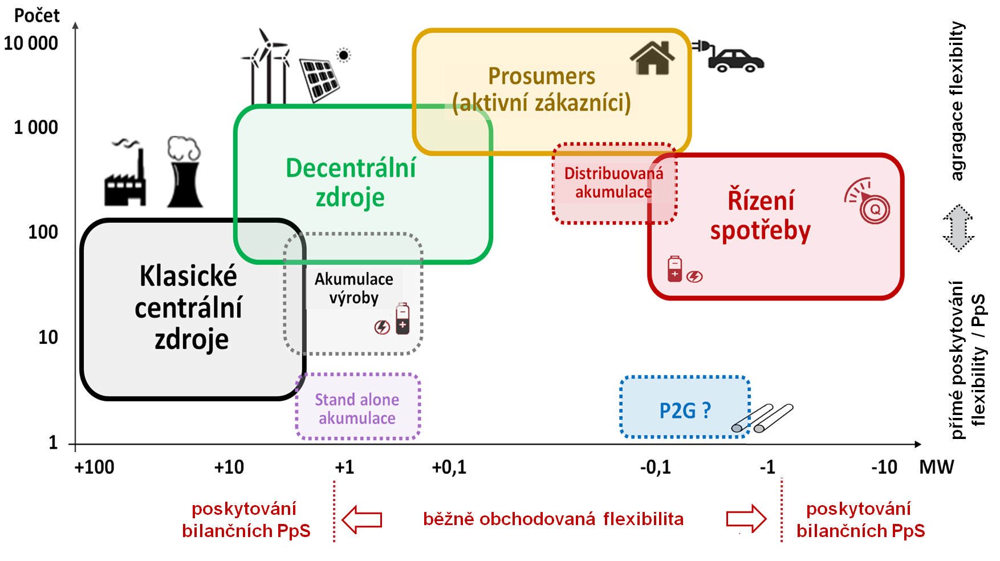 Počet
10 000
1 000
100
10
1
Prosumers
(aktivní zákazníci)
Decentrální
zdroje
Distribuovaná
akumulace
Řízení
spotřeby
Q
Klasické
centrální
zdroje
Akumulace
výroby
Stand alone
akumulace
P2G ?
+100
+10
+1
+0,1
-0,1
-1
-10
MW
poskytování
bilančních PpS
běžně obchodovaná flexibilita
poskytování
bilančních PpS
agragace flexibilty
přímé poskytování
flexibility / PpS